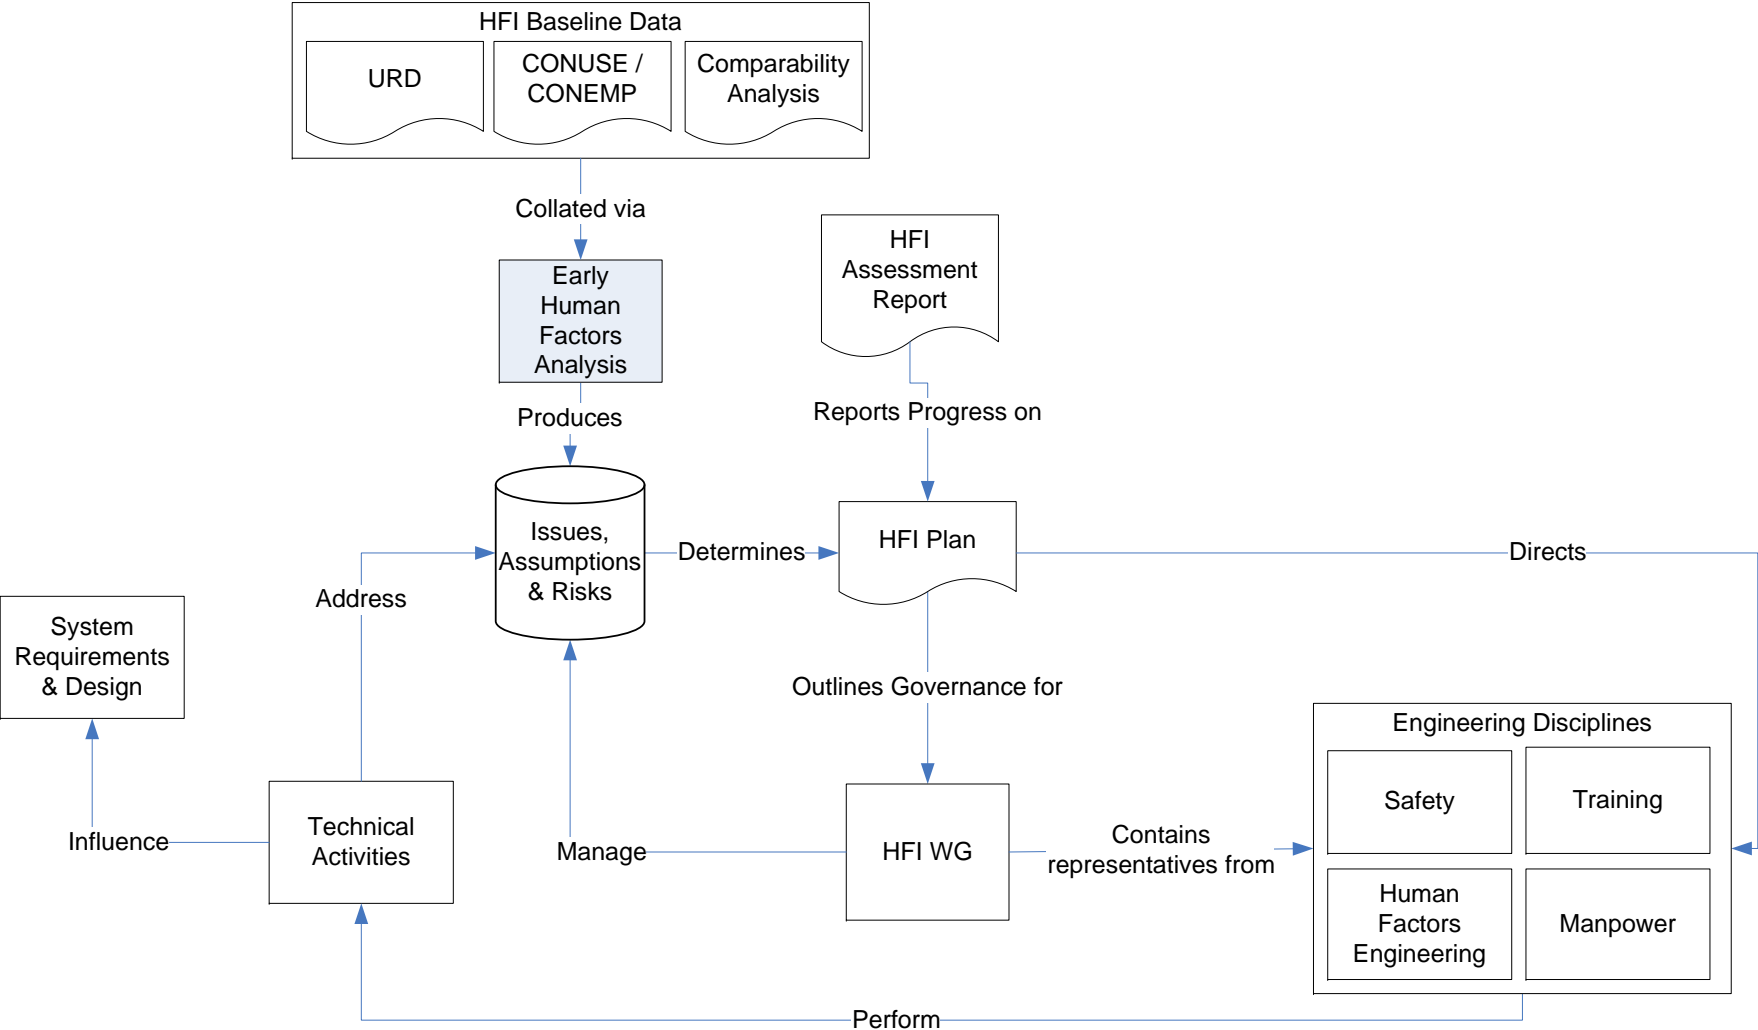 HFI Baseline Data
URD
CONUSE /
CONEMP
Comparability
Analysis
Collated via
Early
Human
Factors
Analysis
HFI
Assessment
Report
Produces
Reports Progress on
Issues,
Assumptions
& Risks
Determines
HFI Plan
Directs
Address
System
Requirements
& Design
Outlines Governance for
Engineering Disciplines
Safety
Training
Human
Factors
Engineering
Manpower
Influence
Technical
Activities
Manage
HFI WG
Contains
representatives from
Perform